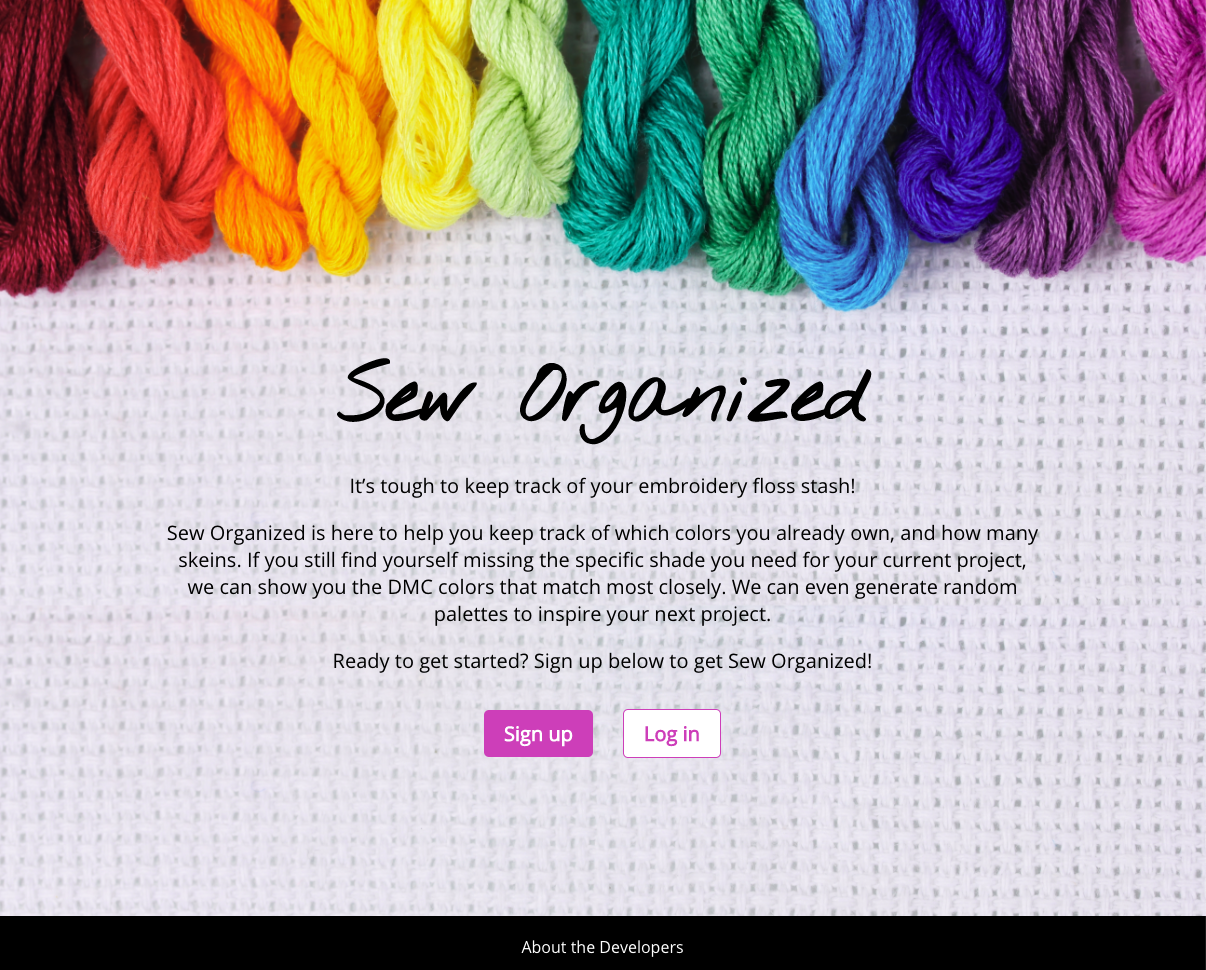 Sew Organized
It’s tough to keep track of your embroidery floss stash!
Sew Organized is here to help you keep track of which colors you already own, and how many
skeins. If you still find yourself missing the specific shade you need for your current project,
we can show you the DMC colors that match most closely. We can even generate random
palettes to inspire your next project.
Ready to get started? Sign up below to get Sew Organized!
Sign up
Log in
About the Developers